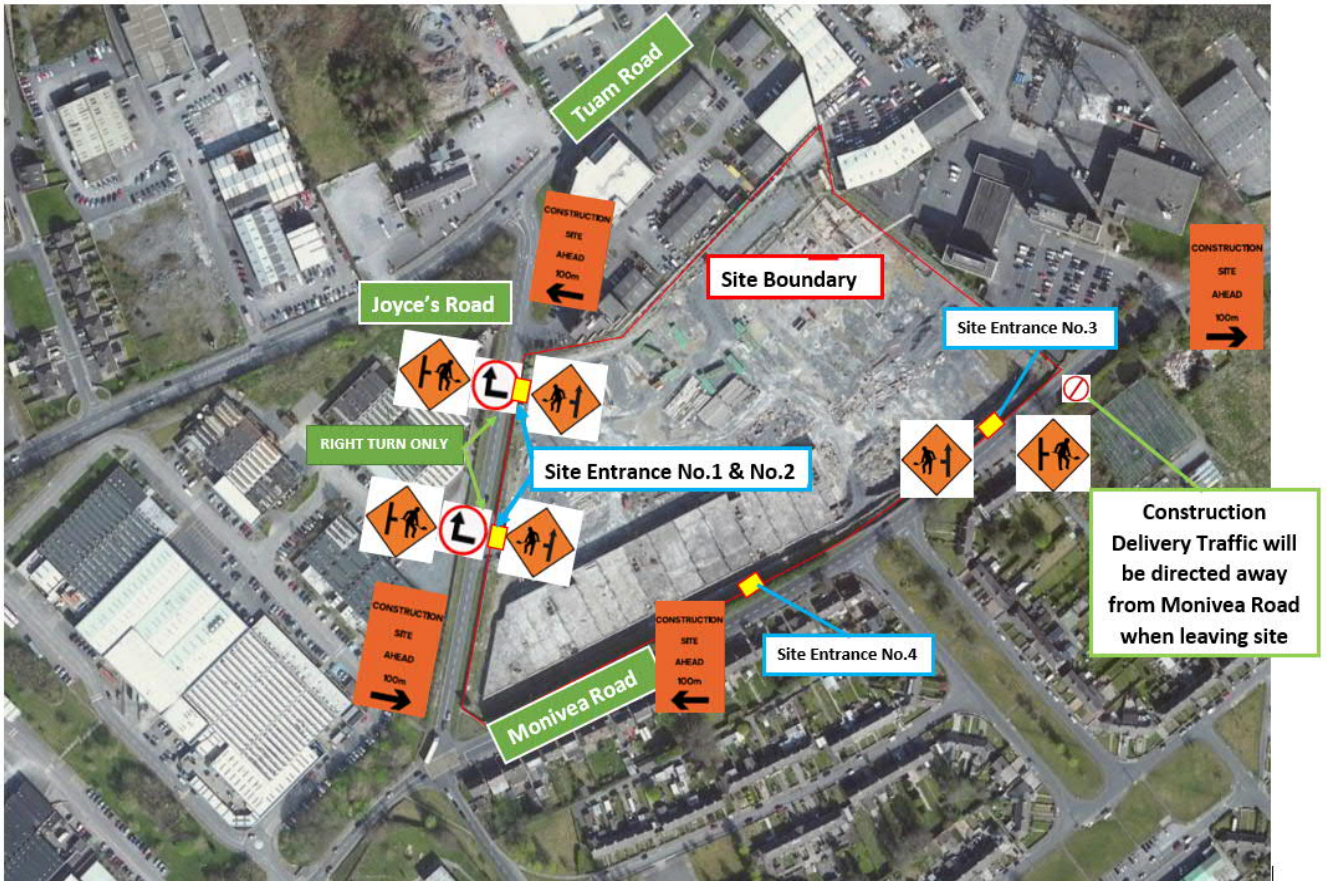 Tuam Road
CONSTRUCTION
SITE
AHEAD
100m
Site Boundary
CONSTRUCTION
SITE
AHEAD
100m
Joyce's Road
Site Entrance No.3
RIGHT TURN ONLY
Site Entrance No.1 & No.2
Construction
Delivery Traffic will
be directed away
from Monivea Road
when leaving site
CONSTRUCTION
SITE
AHEAD
100m
CONSTRUCTION
SITE
AHEAD
100m
Site Entrance No.4
Monivea Road